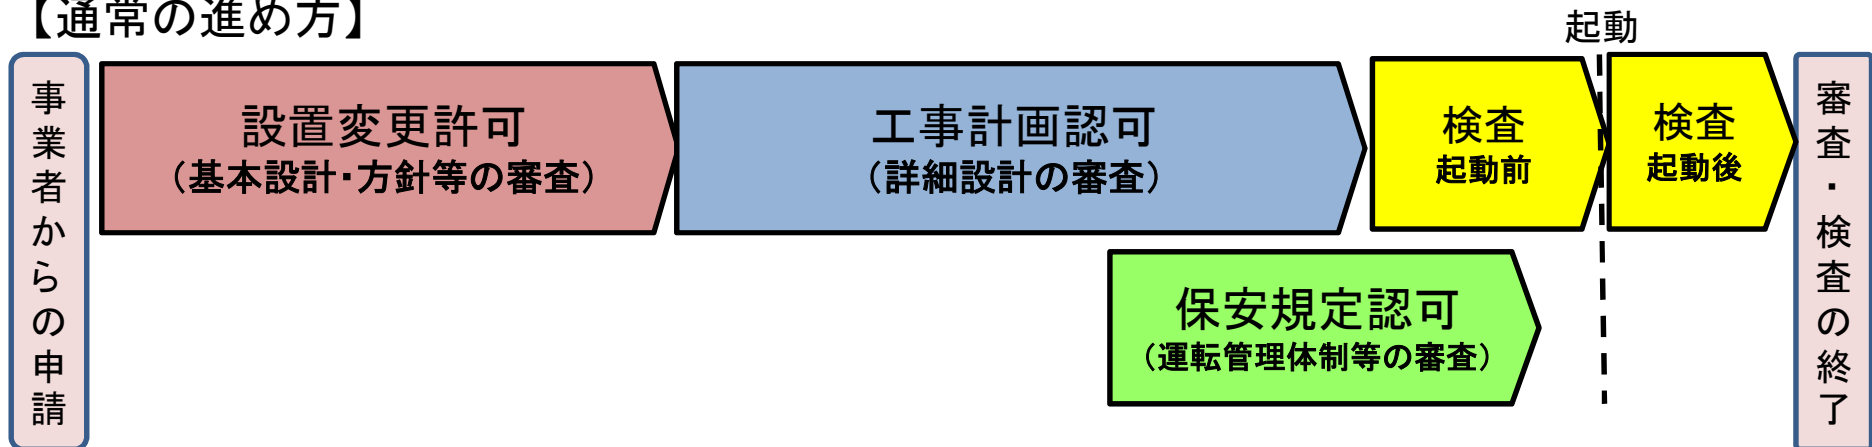 【通常の進め方】
起動
事業者からの申請
設置変更許可
（基本設計・方針等の審査）
工事計画認可
（詳細設計の審査）
検査
起動前
検査
起動後
保安規定認可
（運転管理体制等の審査）
審査・検査の終了